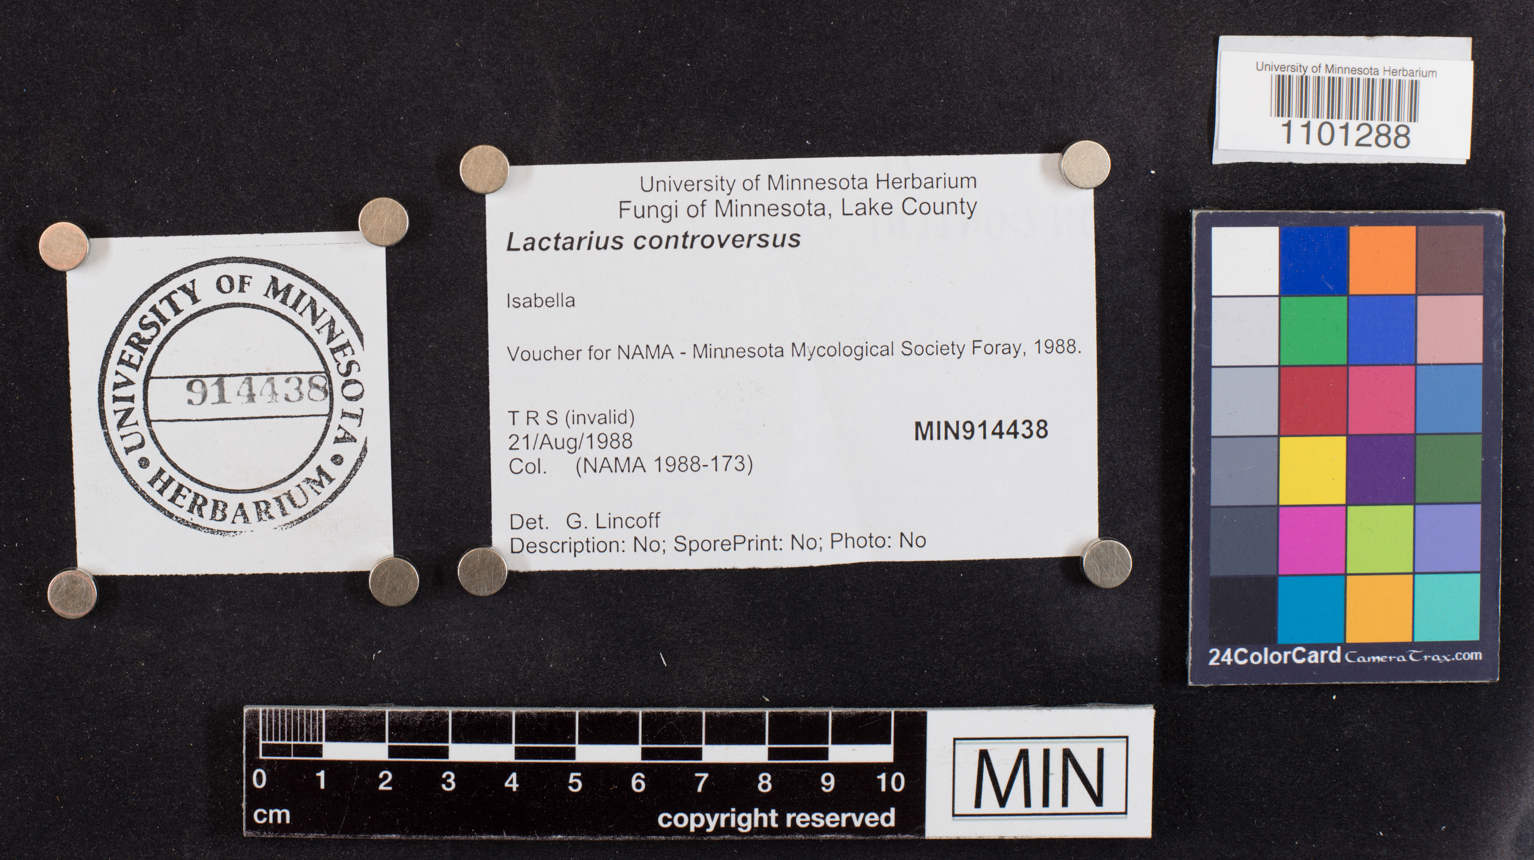 University of Minnesota Herbarium
1101288
University of Minnesota Herbarium
Fungi of Minnesota, Lake County
Lactarius controversus
Isabella
Voucher for NAMA - Minnesota Mycological Society Foray, 1988.
T R S (invalid)
21/Aug/1988
MIN914438
Col. (NAMA 1988-173)
Det. G. Lincoff
Description: No; SporePrint: No; Photo: No
UNIVERSITY OF MINNESOTA
914438
• HERBARIUM •
24ColorCard CameraTrax.com
0 1 2 3 4 5 6 7 8 9 10
cm
copyright reserved
MIN